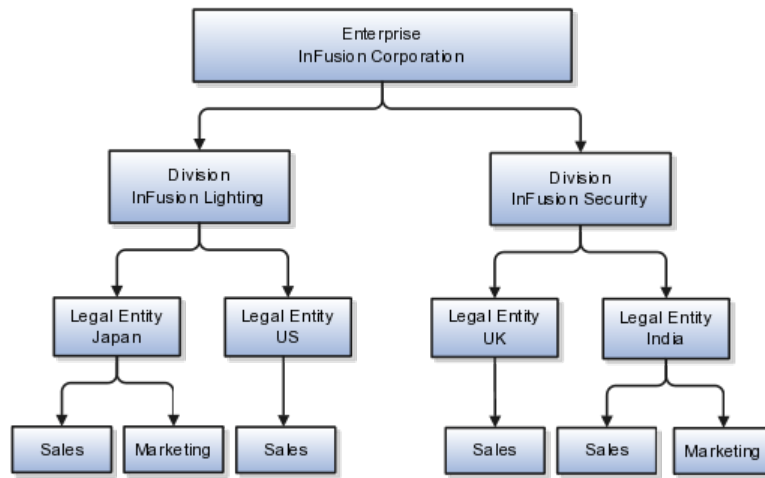 Enterprise
InFusion Corporation
Division
InFusion Lighting
Division
InFusion Security
Legal Entity
Japan
Legal Entity
US
Legal Entity
UK
Legal Entity
India
Sales
Marketing
Sales
Sales
Sales
Marketing